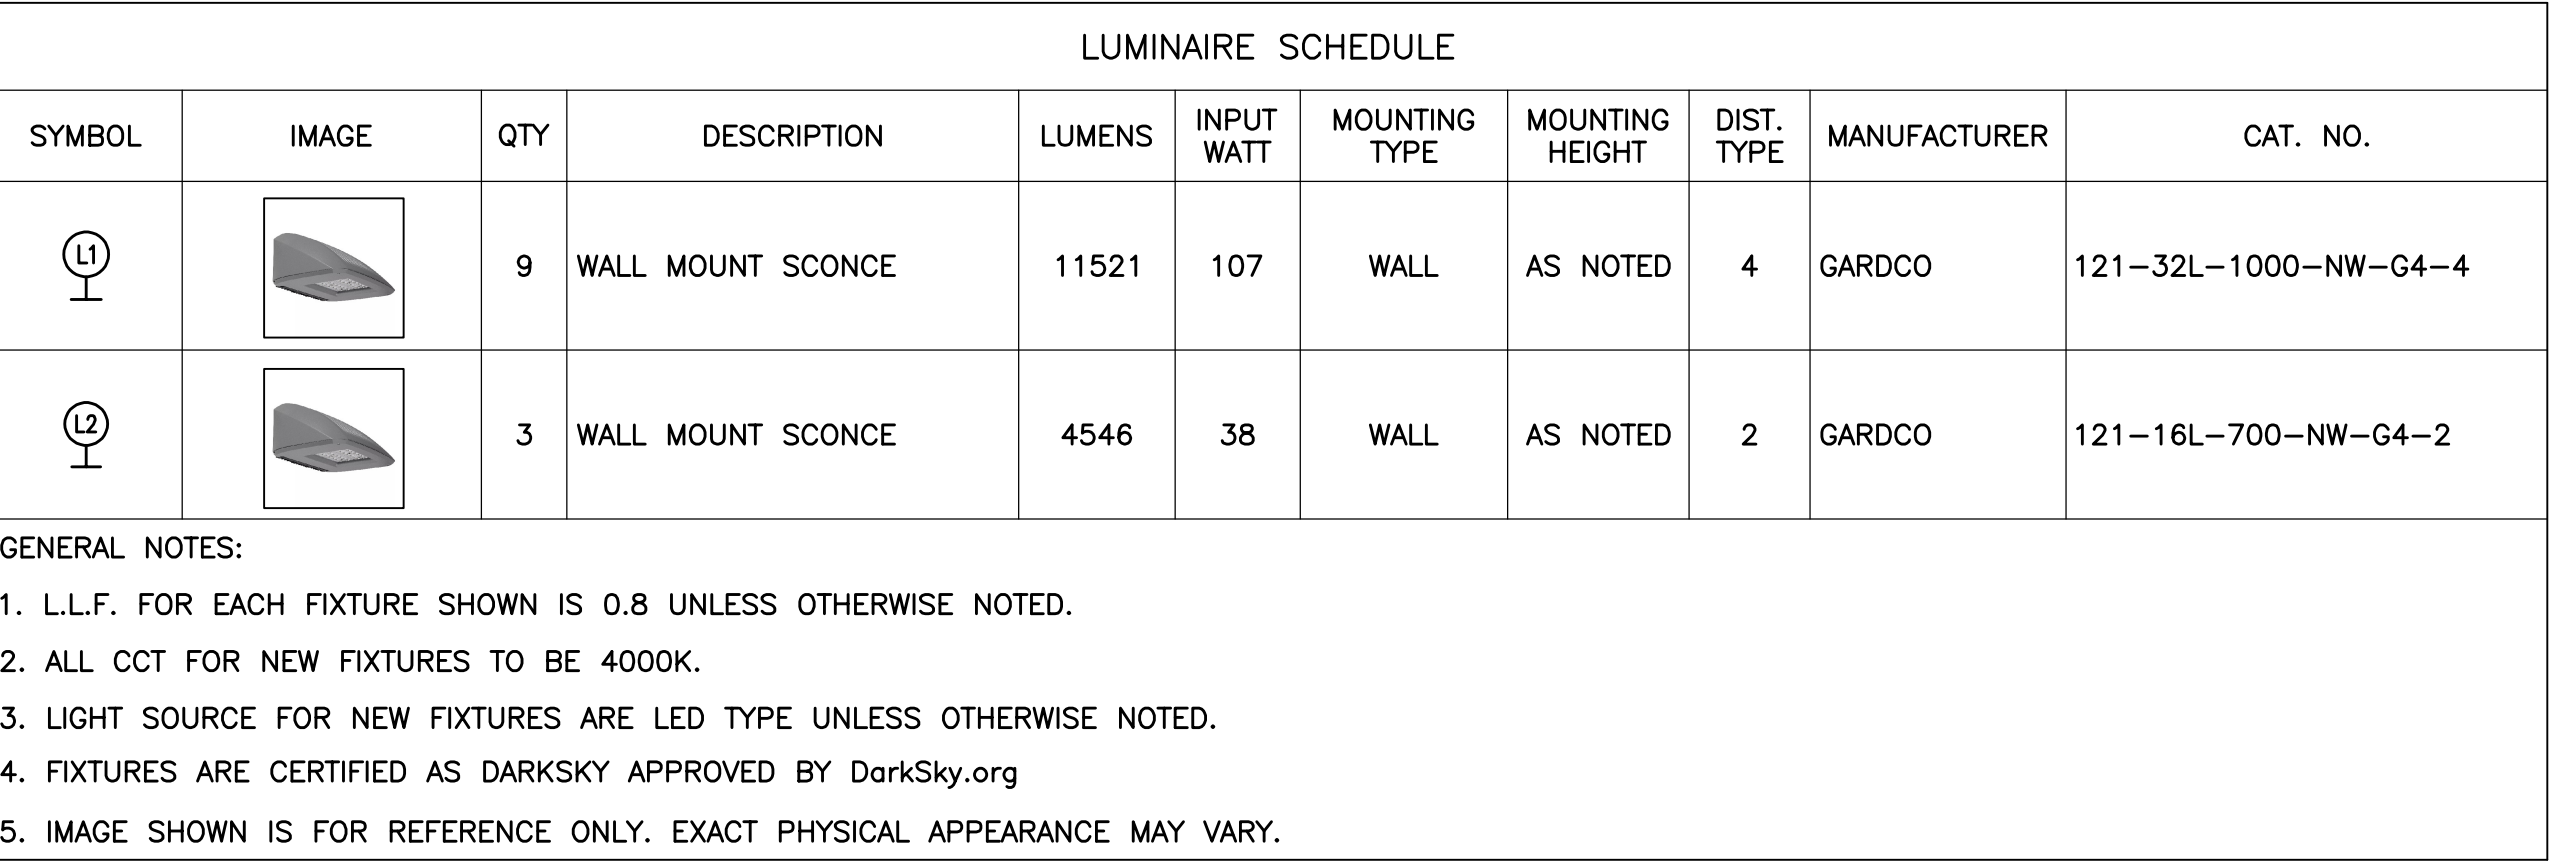 LUMINAIRE SCHEDULE
SYMBOL IMAGE QTY DESCRIPTION LUMENS INPUT WATT MOUNTING TYPE MOUNTING HEIGHT DIST. TYPE MANUFACTURER CAT. NO.
L1 9 WALL MOUNT SCONCE 11521 107 WALL AS NOTED 4 GARDCO 121-32L-1000-NW-G4-4
L2 3 WALL MOUNT SCONCE 4546 38 WALL AS NOTED 2 GARDCO 121-16L-700-NW-G4-2
GENERAL NOTES:
1. L.L.F. FOR EACH FIXTURE SHOWN IS 0.8 UNLESS OTHERWISE NOTED.
2. ALL CCT FOR NEW FIXTURES TO BE 4000K.
3. LIGHT SOURCE FOR NEW FIXTURES ARE LED TYPE UNLESS OTHERWISE NOTED.
4. FIXTURES ARE CERTIFIED AS DARKSKY APPROVED BY DarkSky.org
5. IMAGE SHOWN IS FOR REFERENCE ONLY. EXACT PHYSICAL APPEARANCE MAY VARY.